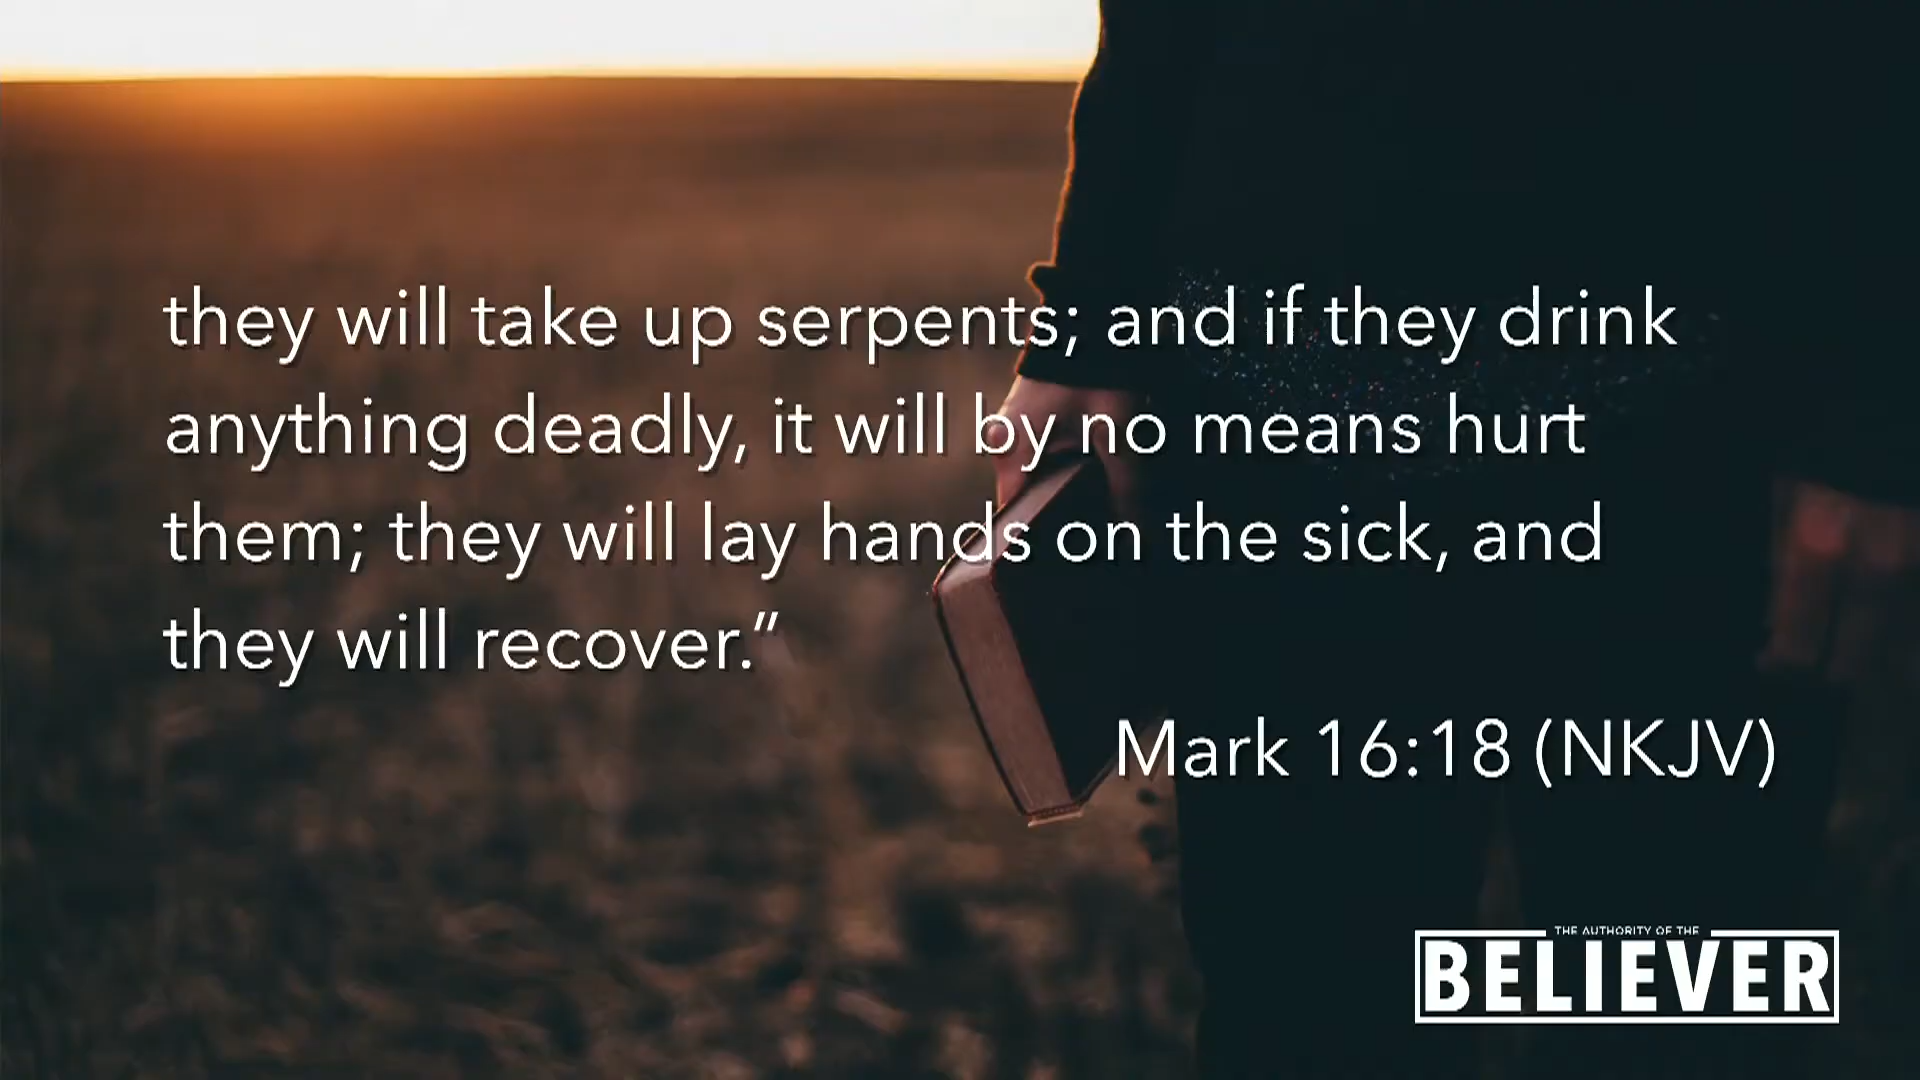 they will take up serpents; and if they drink
anything deadly, it will by no means hurt
them; they will lay hands on the sick, and
they will recover.”
Mark 16:18 (NKJV)
THE AUTHORITY OF THE
BELIEVER